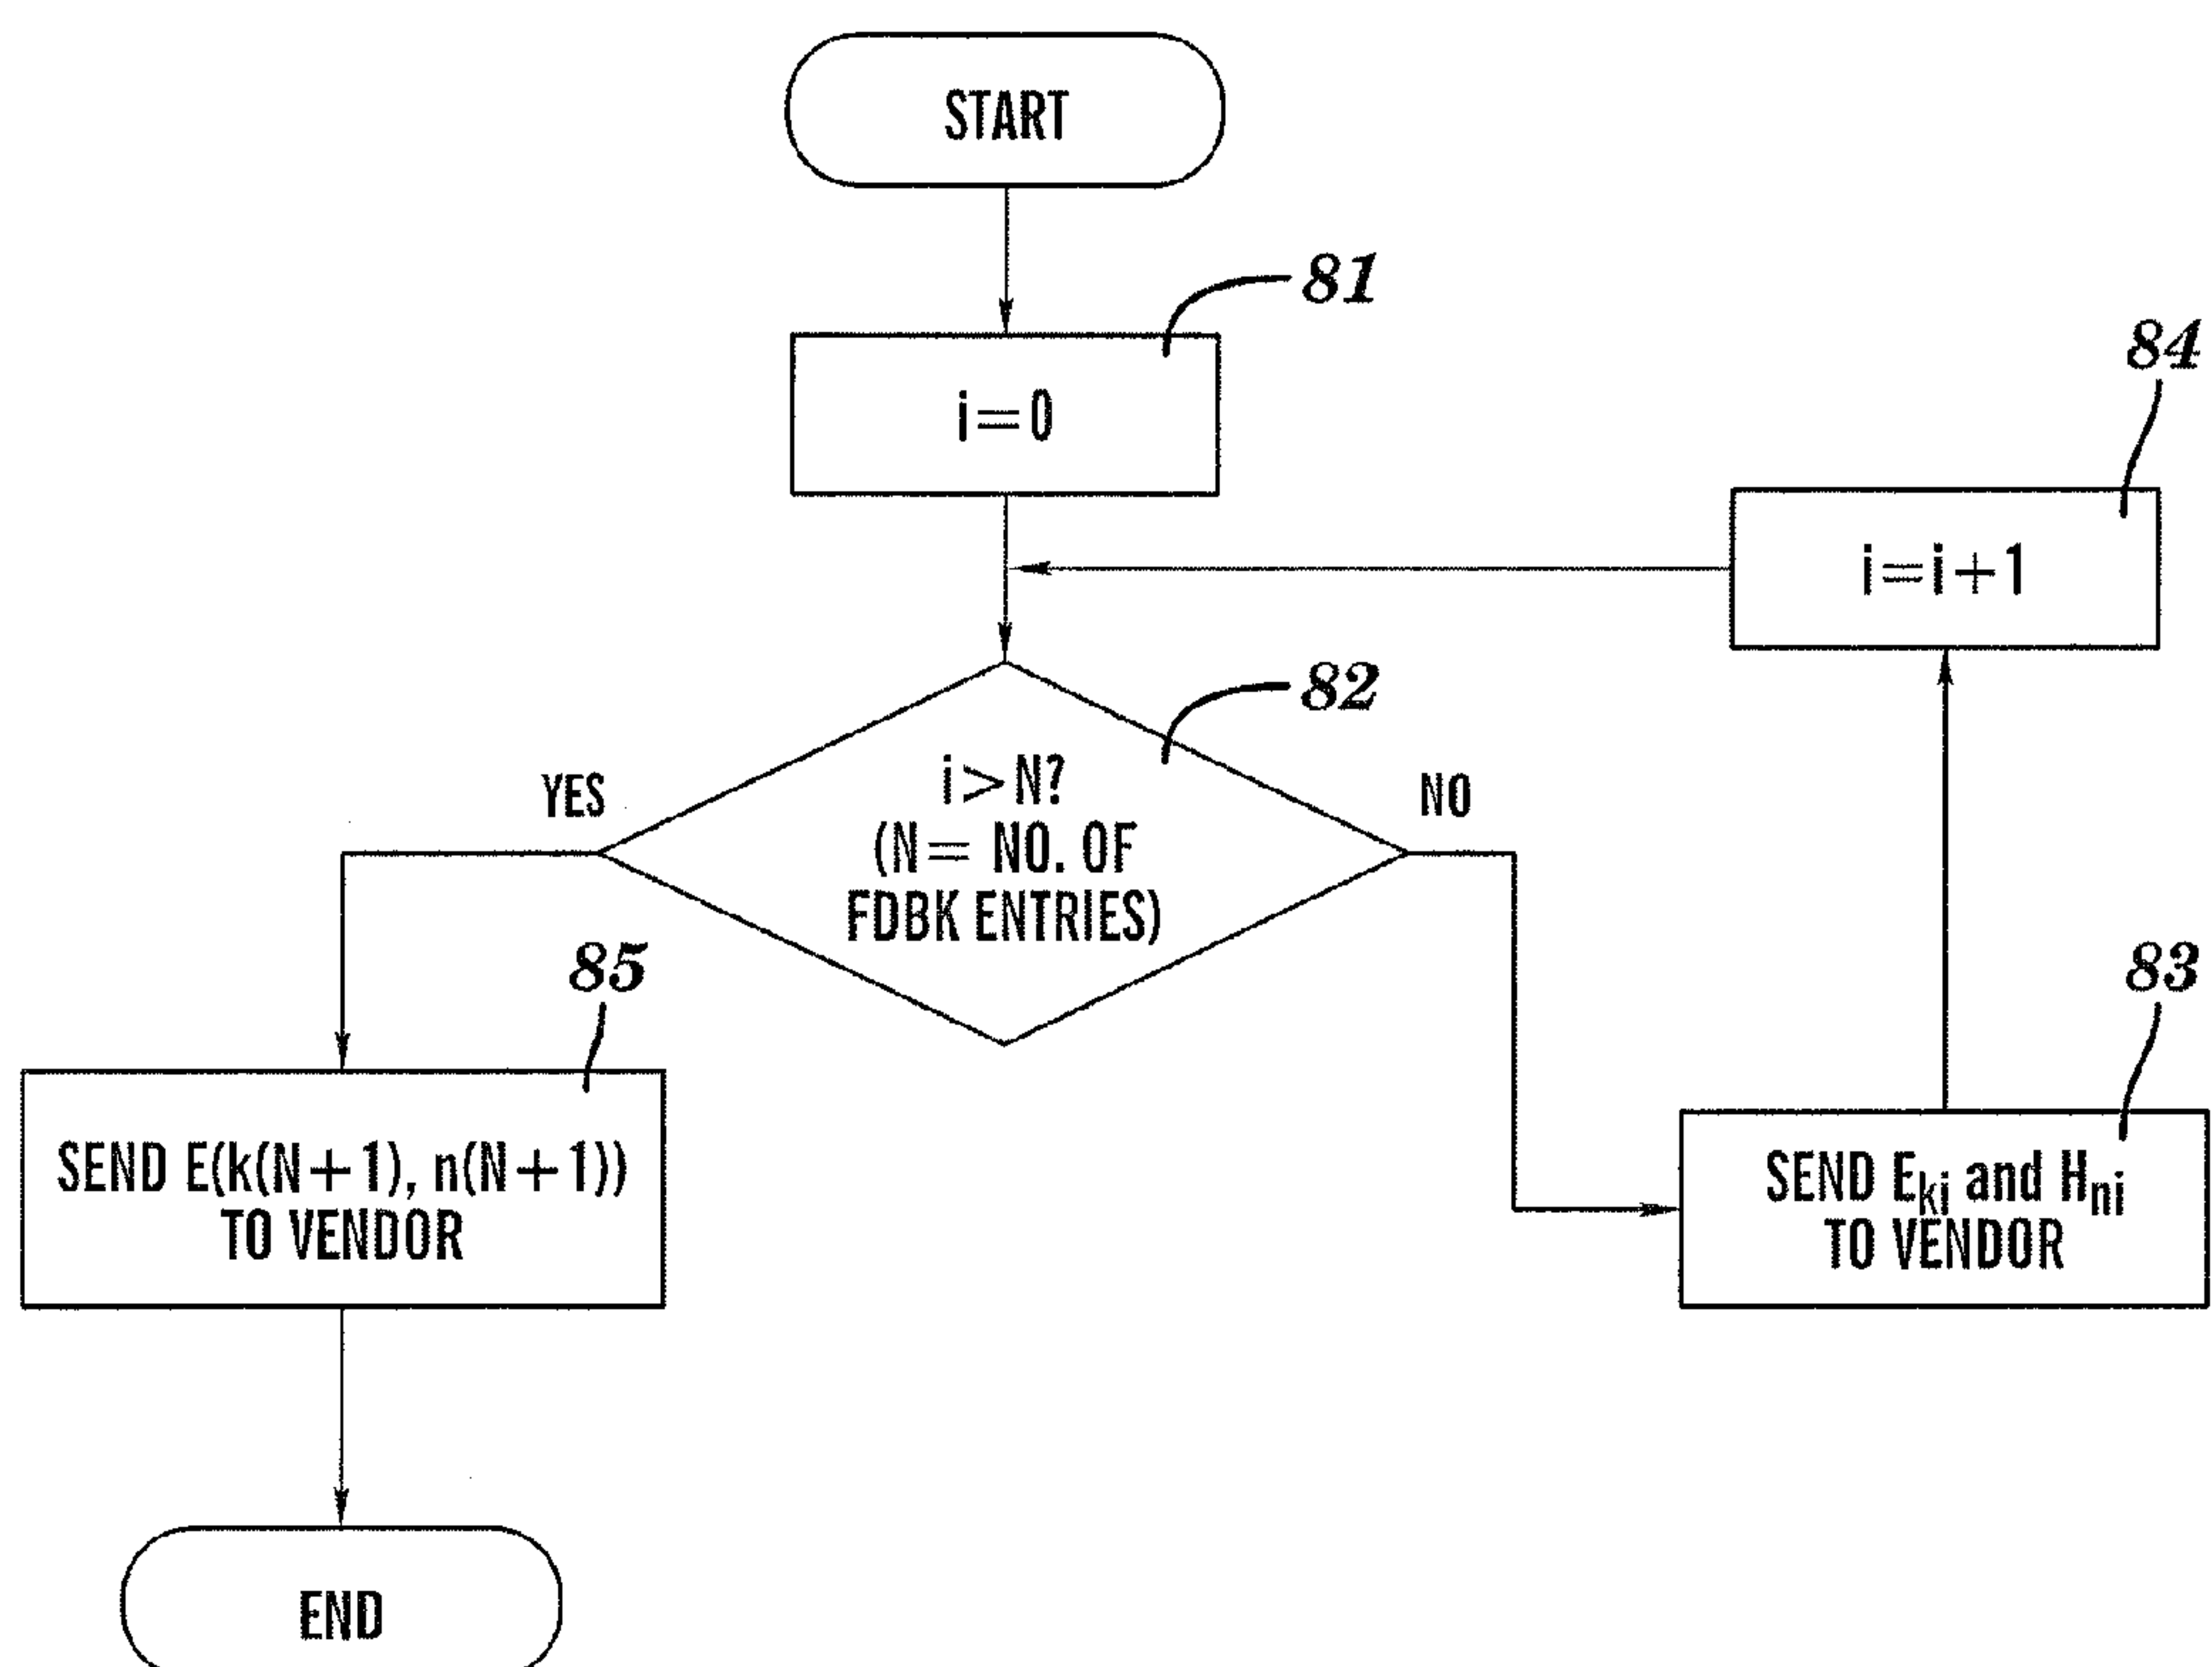 START
81
i=0
84
i=i+1
82
i>N?
(N= NO. OF
FDBK ENTRIES)
YES
NO
85
SEND E(k(N+1), n(N+1))
TO VENDOR
83
SEND Eki and Hni
TO VENDOR
END